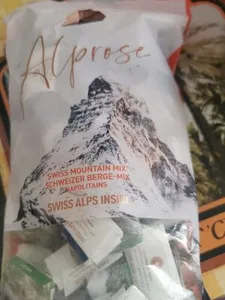 Alprose
SWISS MOUNTAIN MIX
SCHWEIZER BERGE-MIX
NAPOLITAINS
SWISS ALPS INSIDE